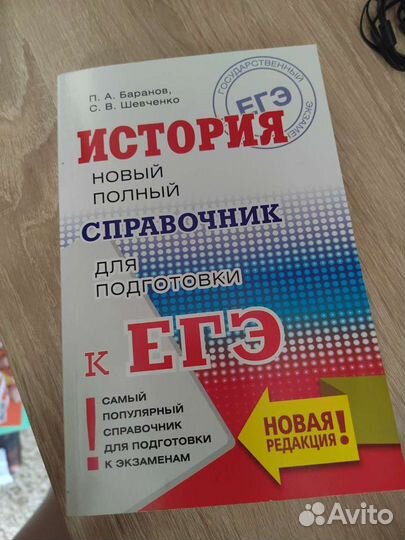 П. А. Баранов,
С. В. Шевченко
ГОСУДАРСТВЕННЫЙ
ЕГЭ
ЭКЗАМЕН
ИСТОРИЯ
НОВЫЙ
ПОЛНЫЙ
СПРАВОЧНИК
ДЛЯ
ПОДГОТОВКИ
К ЕГЭ
!
САМЫЙ
ПОПУЛЯРНЫЙ
СПРАВОЧНИК
ДЛЯ ПОДГОТОВКИ
К ЭКЗАМЕНАМ
НОВАЯ
РЕДАКЦИЯ!
Avito